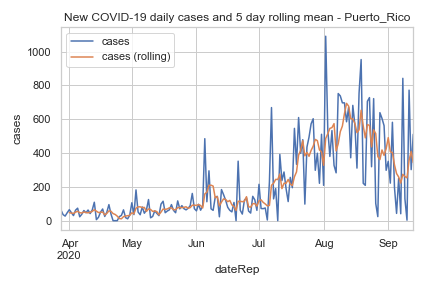 New COVID-19 daily cases and 5 day rolling mean - Puerto_Rico
cases
cases (rolling)
1000
800
600
400
200
0
cases
Apr
2020
May
Jun
Jul
Aug
Sep
dateRep